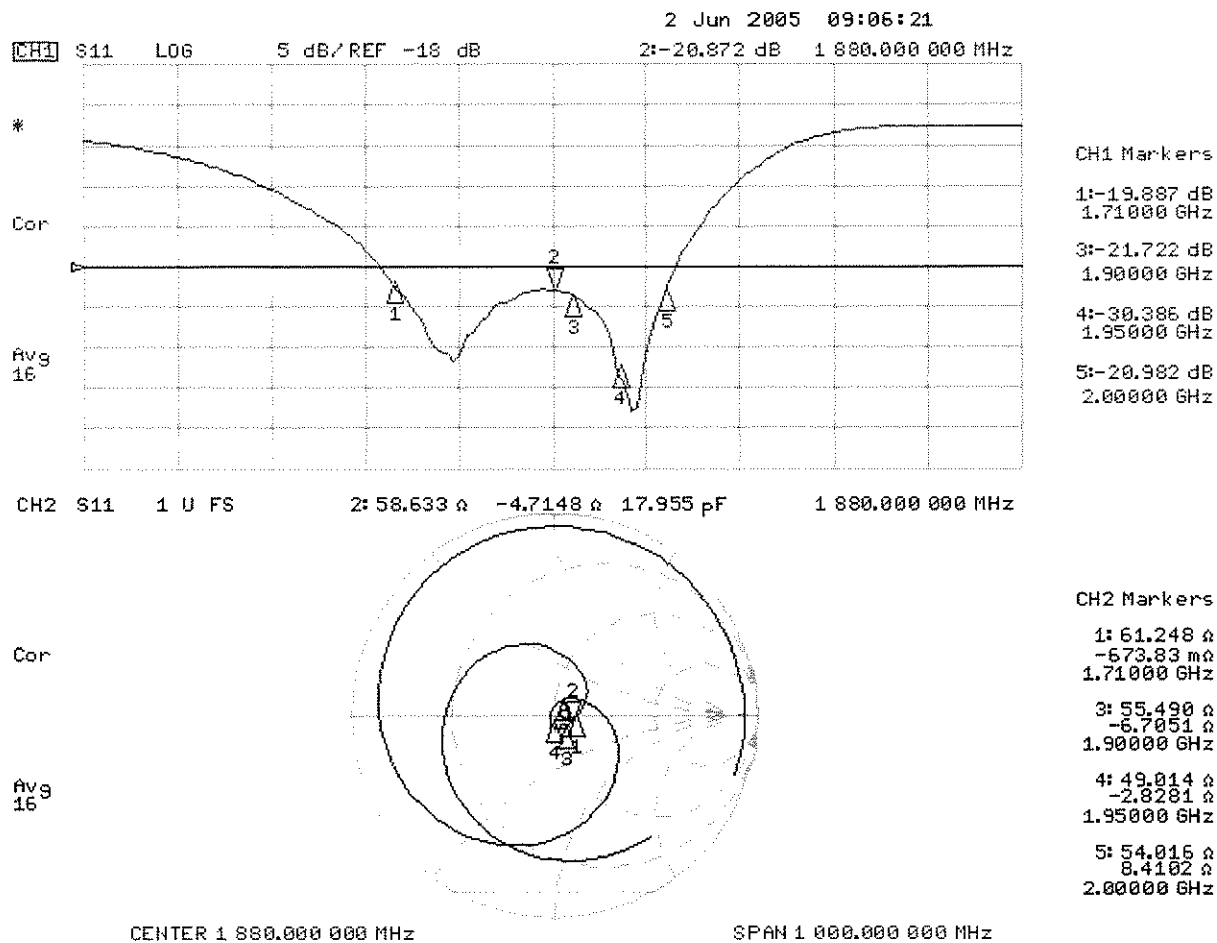 2 Jun 2005 09:06:21
CH1 S11 LOG 5 dB/REF -18 dB 2:-20.872 dB 1 880.000 000 MHz
*
CH1 Markers
1:-19.887 dB
1.71000 GHz
Cor
3:-21.722 dB
1.90000 GHz
2
1
3
5
4:-30.386 dB
1.95000 GHz
Avg
16
4
5:-20.982 dB
2.00000 GHz
CH2 S11 1 U FS 2: 58.633 Ω -4.7148 Ω 17.955 pF 1 880.000 000 MHz
CH2 Markers
1: 61.248 Ω
-673.83 mΩ
1.71000 GHz
Cor
2
4
1
3
3: 55.490 Ω
-6.7051 Ω
1.90000 GHz
Avg
16
4: 49.014 Ω
-2.8281 Ω
1.95000 GHz
5: 54.016 Ω
8.4102 Ω
2.00000 GHz
CENTER 1 880.000 000 MHz SPAN 1 000.000 000 MHz